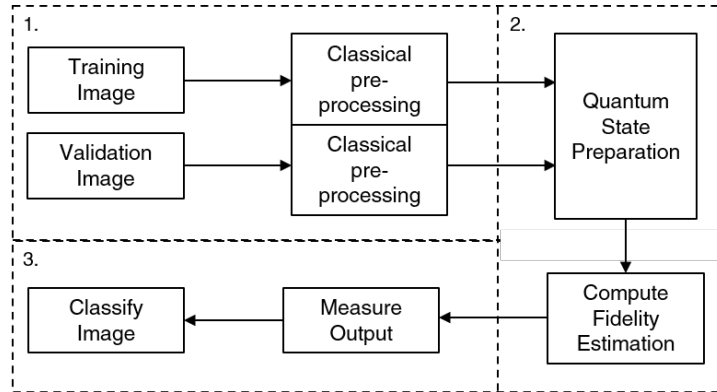 1.
Training
Image
Classical
pre-
processing
Validation
Image
Classical
pre-
processing
2.
Quantum
State
Preparation
Compute
Fidelity
Estimation
3.
Measure
Output
Classify
Image